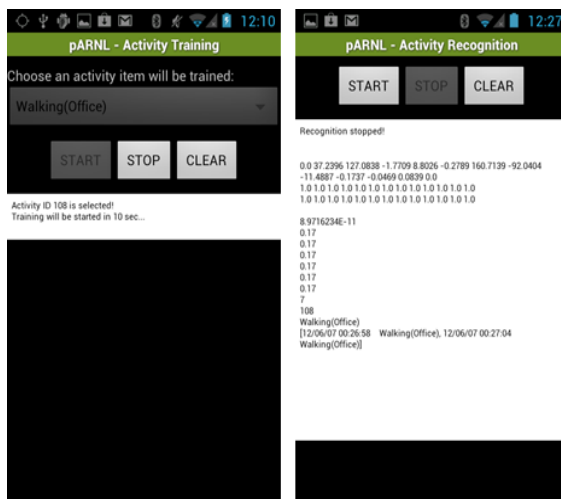 12:10
pARNL - Activity Training
Choose an activity item will be trained:
Walking(Office)
START STOP CLEAR
Activity ID 108 is selected!
Training will be started in 10 sec...
12:27
pARNL - Activity Recognition
START STOP CLEAR
Recognition stopped!
0.0 37.2396 127.0838 -1.7709 8.8026 -0.2789 160.7139 -92.0404
-11.4887 -0.1737 -0.0469 0.0839 0.0
1.0 1.0 1.0 1.0 1.0 1.0 1.0 1.0 1.0 1.0 1.0 1.0 1.0
1.0 1.0 1.0 1.0 1.0 1.0 1.0 1.0 1.0 1.0 1.0 1.0 1.0
8.9716234E-11
0.17
0.17
0.17
0.17
0.17
0.17
7
108
Walking(Office)
[12/06/07 00:26:58 Walking(Office), 12/06/07 00:27:04
Walking(Office)]